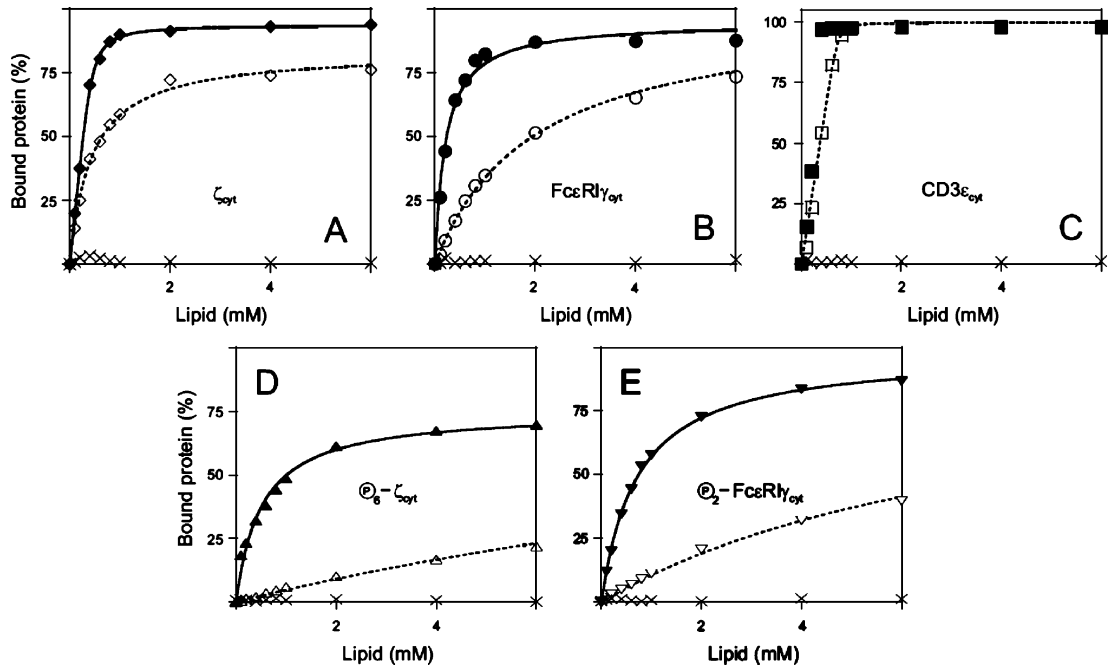 75
50
25
2
4
Bound protein (%)
Lipid (mM)
ζcyt
A
75
50
25
2
4
Lipid (mM)
FcεRIγcyt
B
100
75
50
25
2
4
Lipid (mM)
CD3εcyt
C
75
50
25
2
4
Bound protein (%)
Lipid (mM)
Ⓟ6–ζcyt
D
75
50
25
2
4
Lipid (mM)
Ⓟ2–FcεRIγcyt
E